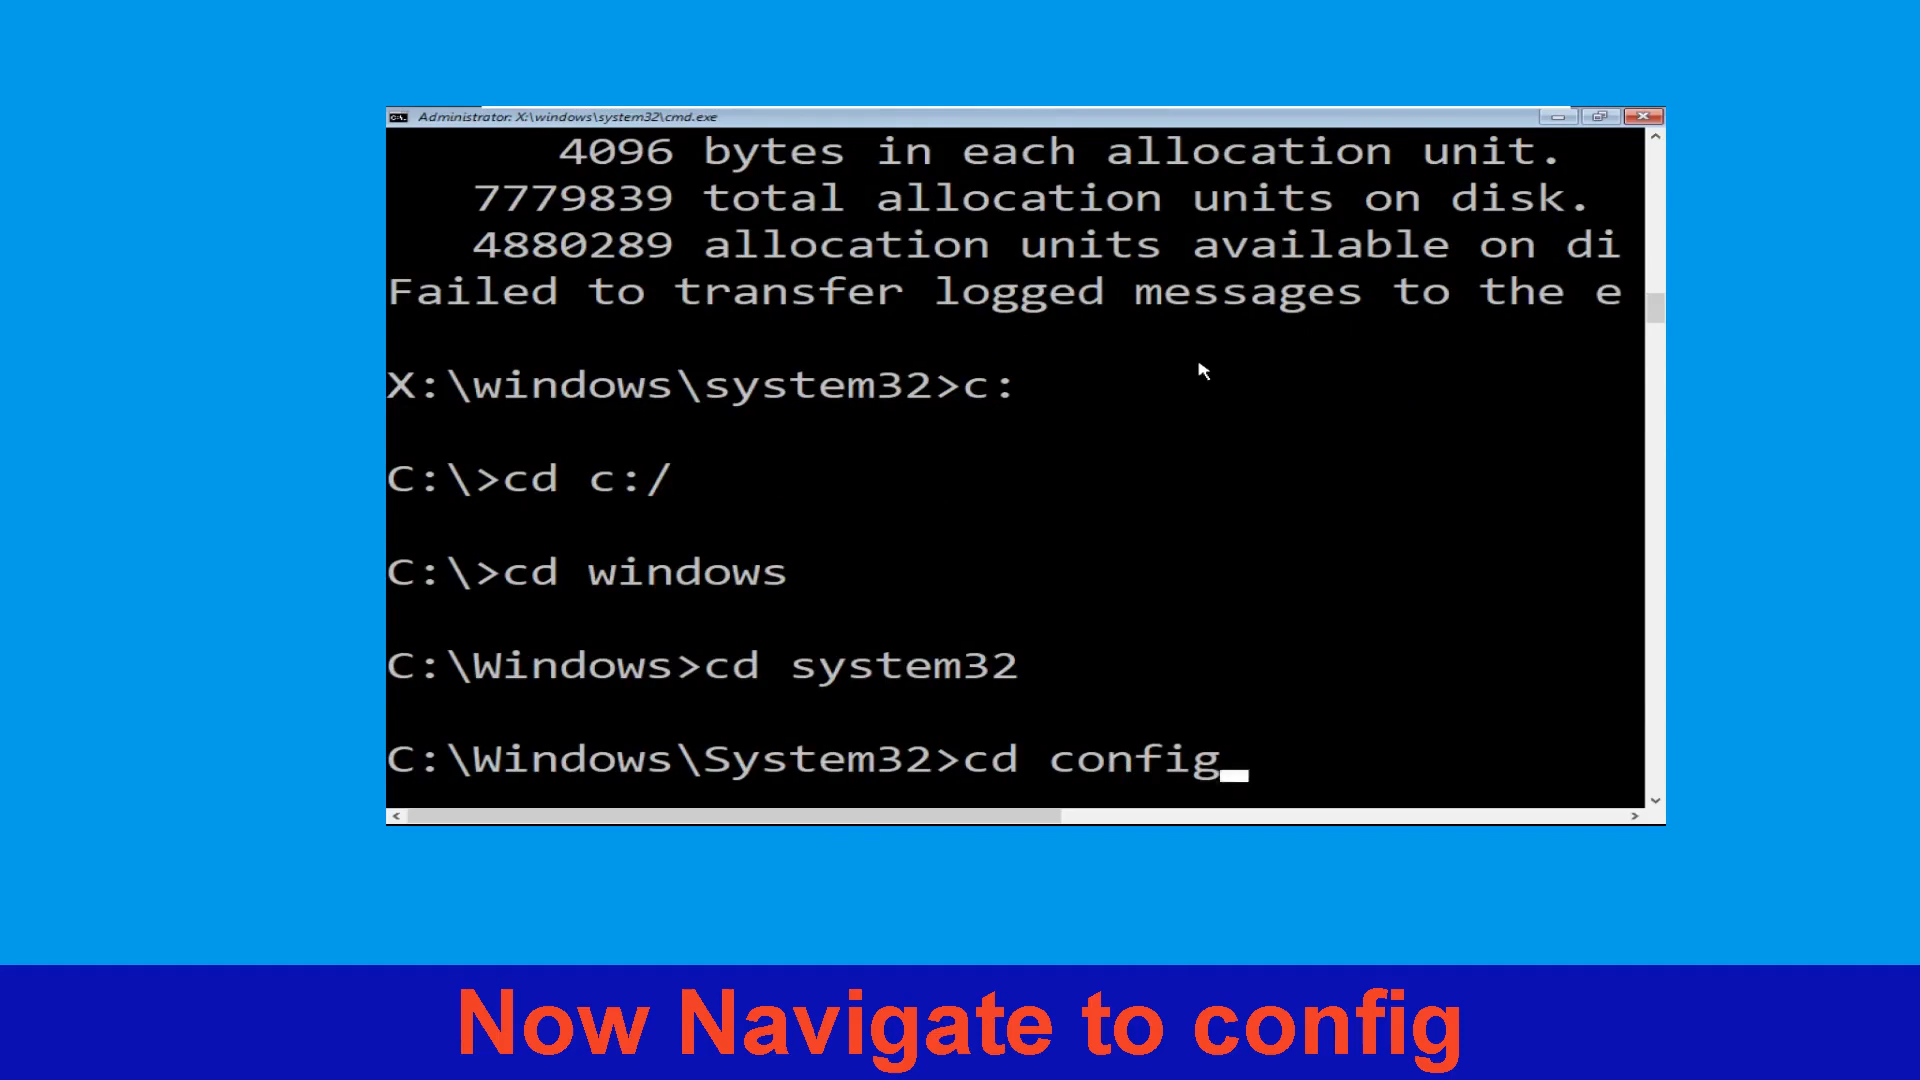 Administrator: X:\windows\system32\cmd.exe
4096 bytes in each allocation unit.
7779839 total allocation units on disk.
4880289 allocation units available on di
Failed to transfer logged messages to the e
X:\windows\system32>c:
C:\>cd c:/
C:\>cd windows
C:\Windows>cd system32
C:\Windows\System32>cd config
Now Navigate to config